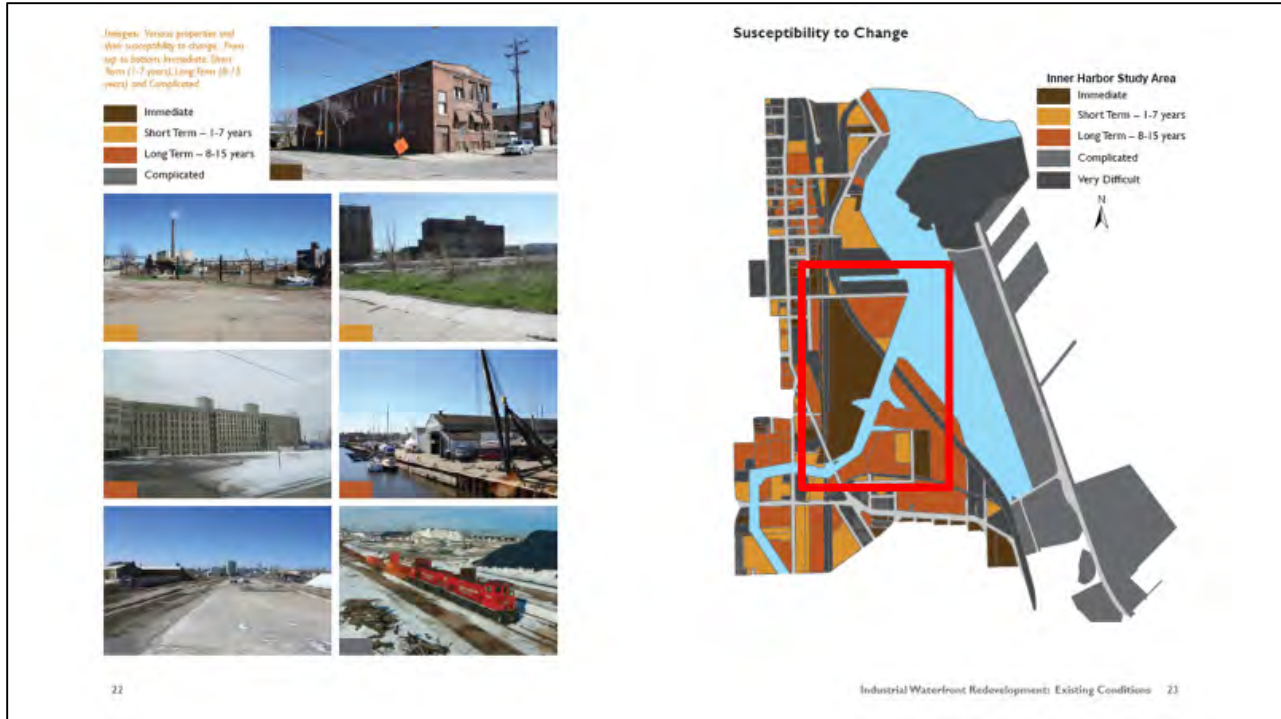 Images: Various properties and
their susceptibility to change. From
top to bottom: Immediate, Short
Term (1-7 years), Long Term (8-15
years) and Complicated
Immediate
Short Term – 1-7 years
Long Term – 8-15 years
Complicated
22
Susceptibility to Change
Inner Harbor Study Area
Immediate
Short Term – 1-7 years
Long Term – 8-15 years
Complicated
Very Difficult
N
Industrial Waterfront Redevelopment: Existing Conditions 23